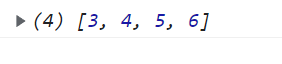 (4) [3, 4, 5, 6]